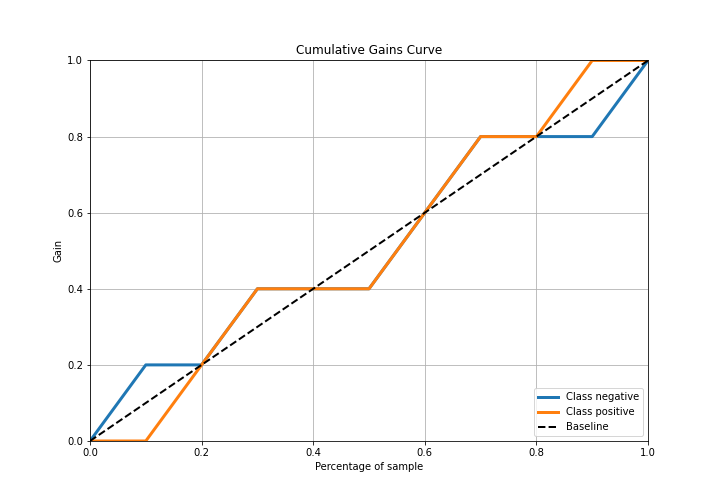 Cumulative Gains Curve
1.0
0.8
0.6
0.4
0.2
0.0
Gain
0.0 0.2 0.4 0.6 0.8 1.0
Percentage of sample
Class negative
Class positive
Baseline